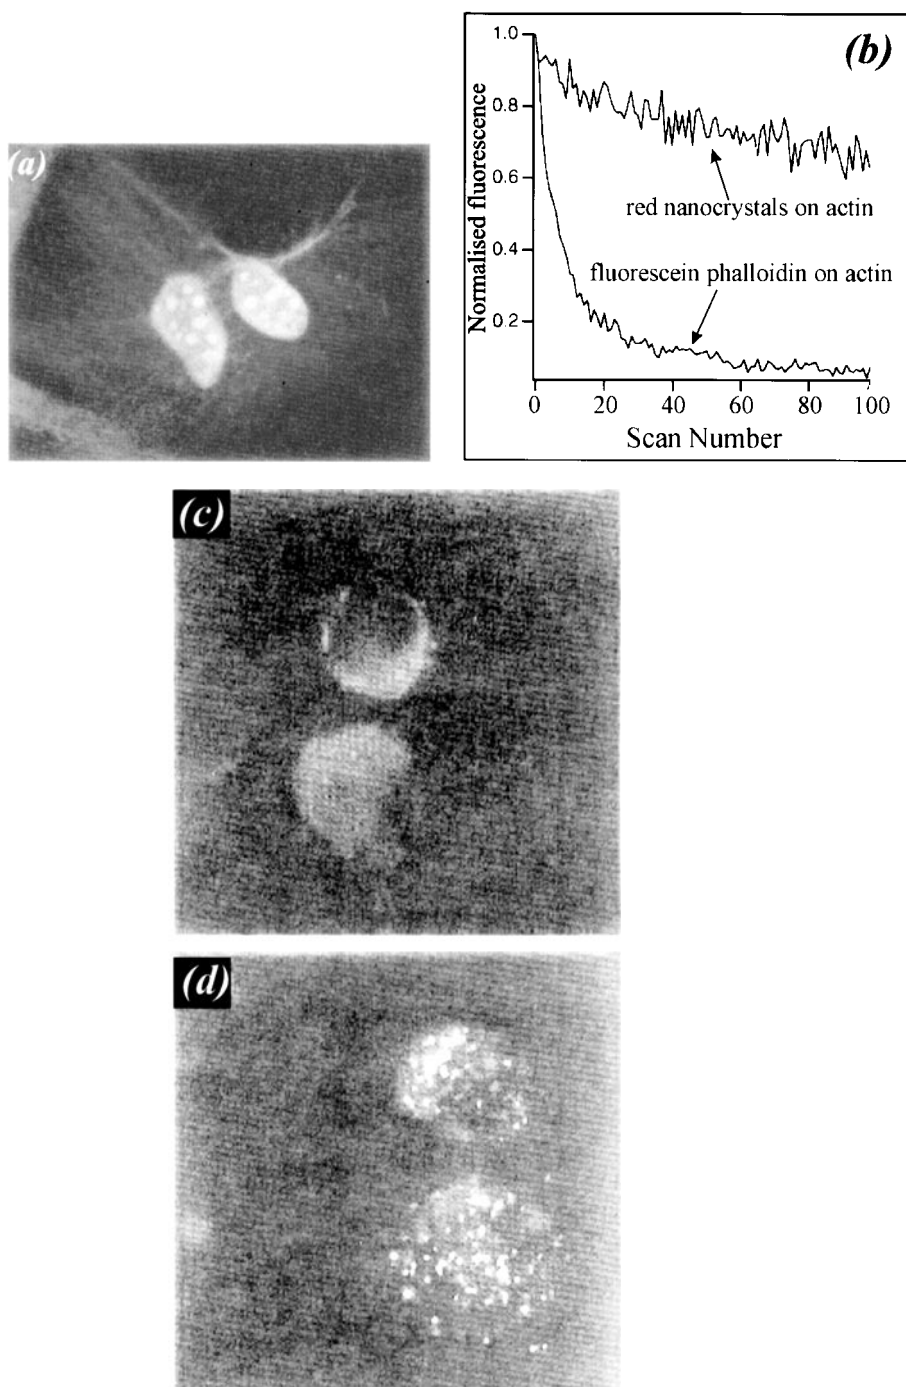 (a)
(b)
1.0
0.8
0.6
0.4
0.2
Normalised fluorescence
red nanocrystals on actin
fluorescein phalloidin on actin
0 20 40 60 80 100
Scan Number
(c)
(d)